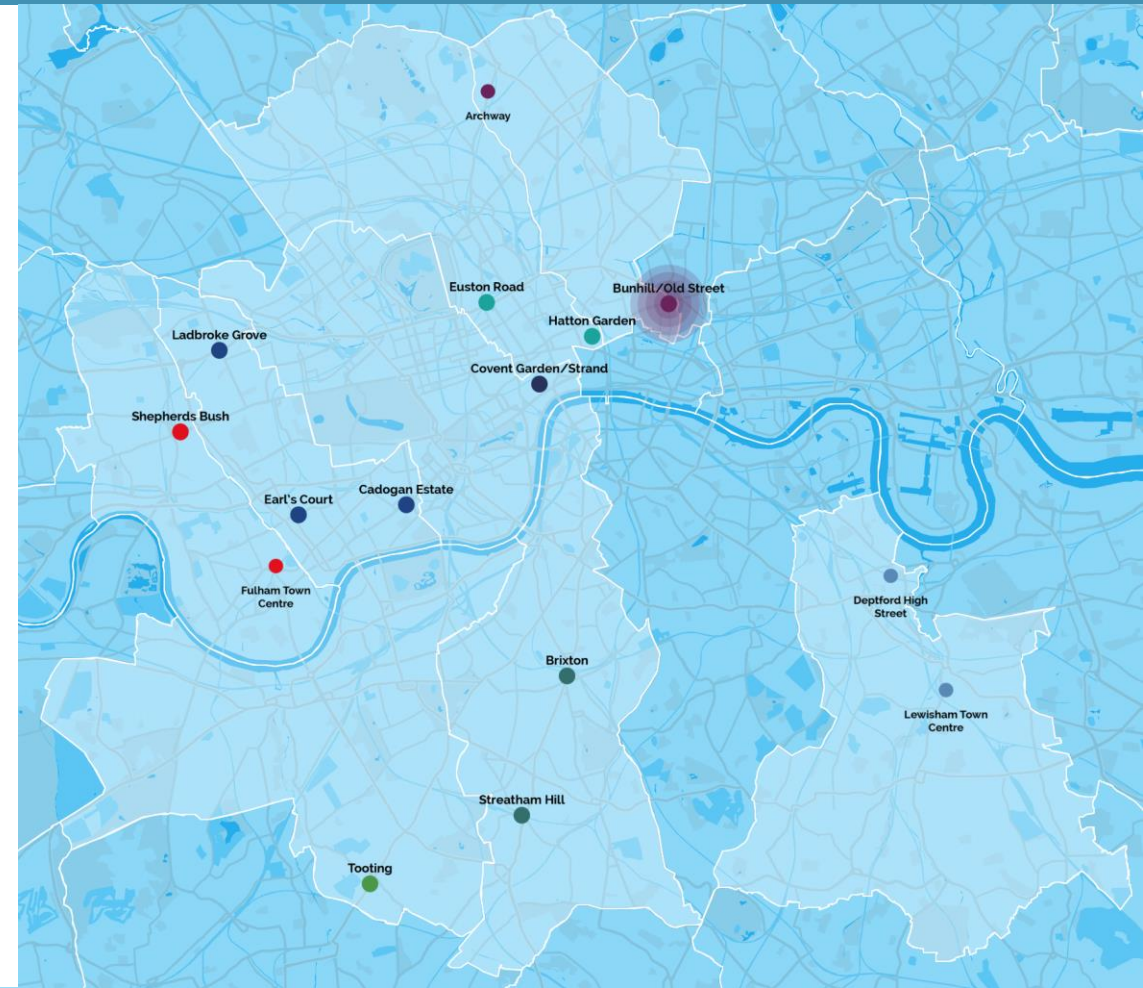 Archway
Euston Road
Bunhill/Old Street
Hatton Garden
Ladbroke Grove
Covent Garden/Strand
Shepherds Bush
Cadogan Estate
Earl's Court
Fulham Town
Centre
Deptford High
Street
Brixton
Lewisham Town
Centre
Streatham Hill
Tooting